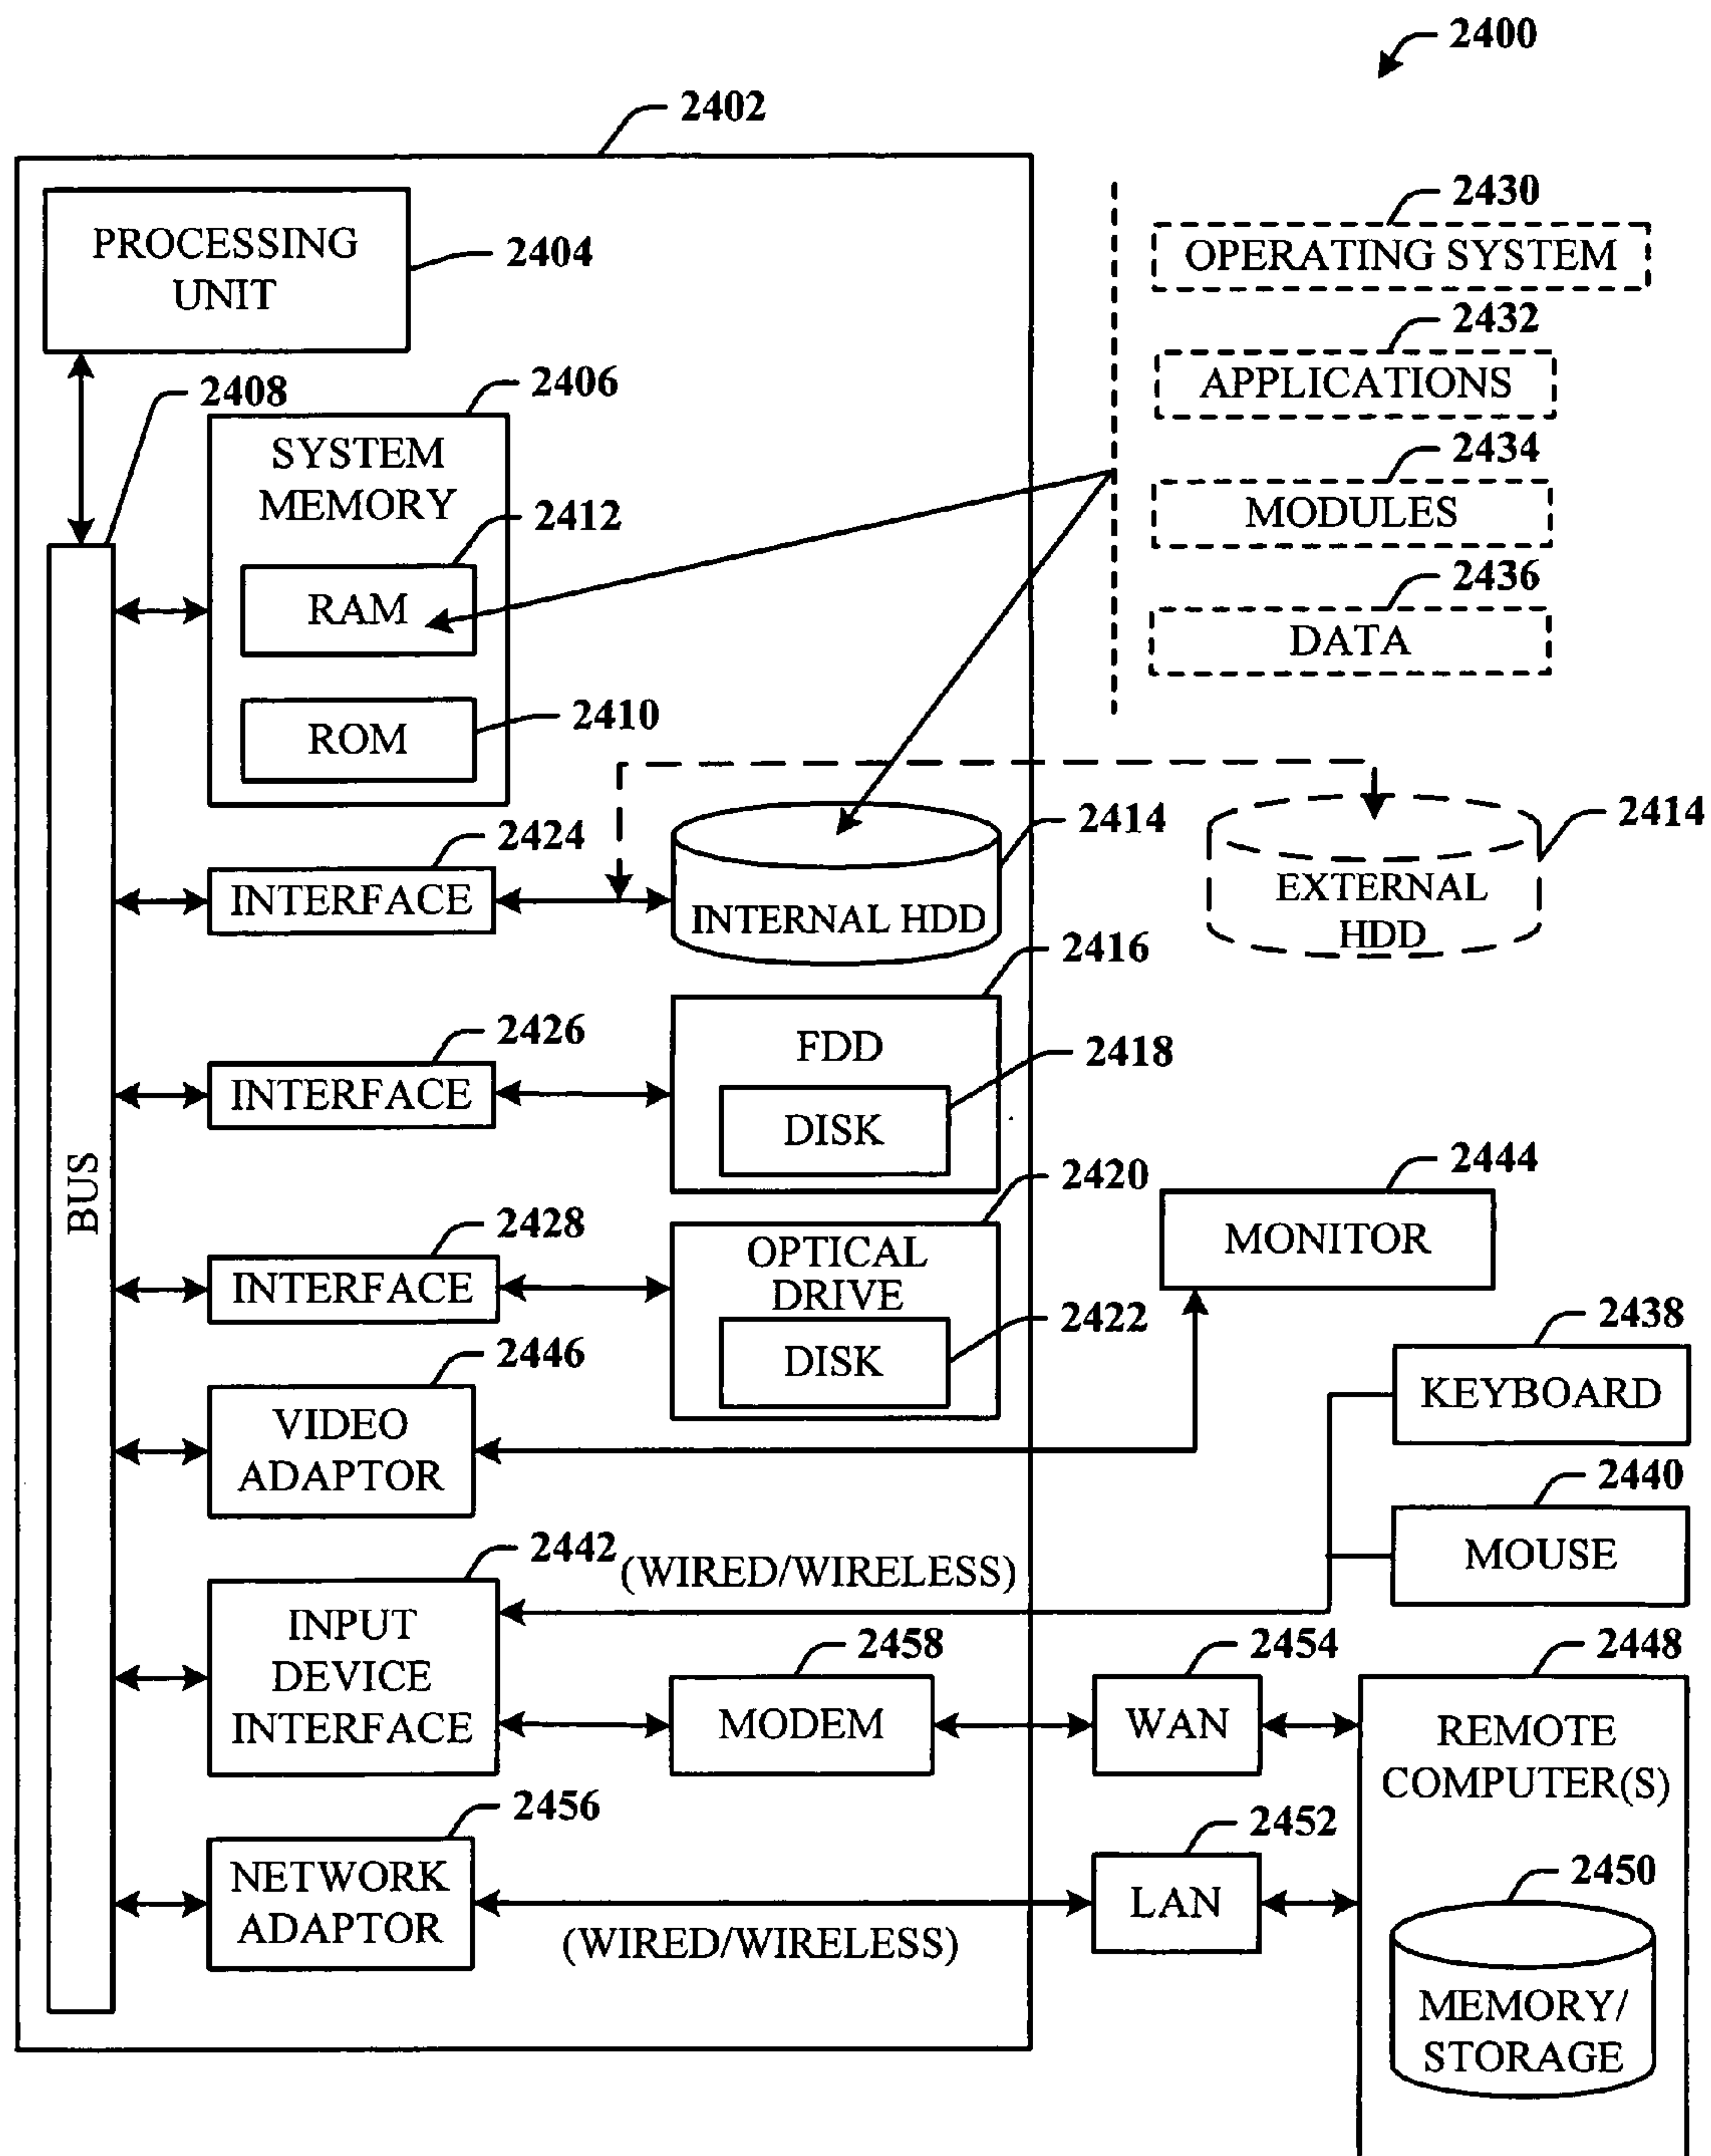 2400
2402
PROCESSING
UNIT
2404
2430
OPERATING SYSTEM
2432
APPLICATIONS
2434
MODULES
2436
DATA
2408
2406
SYSTEM
MEMORY
2412
RAM
2410
ROM
2424
INTERFACE
2414
INTERNAL HDD
2414
EXTERNAL
HDD
2426
INTERFACE
2416
FDD
2418
DISK
BUS
2428
INTERFACE
2420
OPTICAL
DRIVE
2422
DISK
2444
MONITOR
2446
VIDEO
ADAPTOR
2438
KEYBOARD
2440
MOUSE
2442
(WIRED/WIRELESS)
INPUT
DEVICE
INTERFACE
2458
MODEM
2454
WAN
2448
REMOTE
COMPUTER(S)
2456
NETWORK
ADAPTOR
(WIRED/WIRELESS)
2452
LAN
2450
MEMORY/
STORAGE